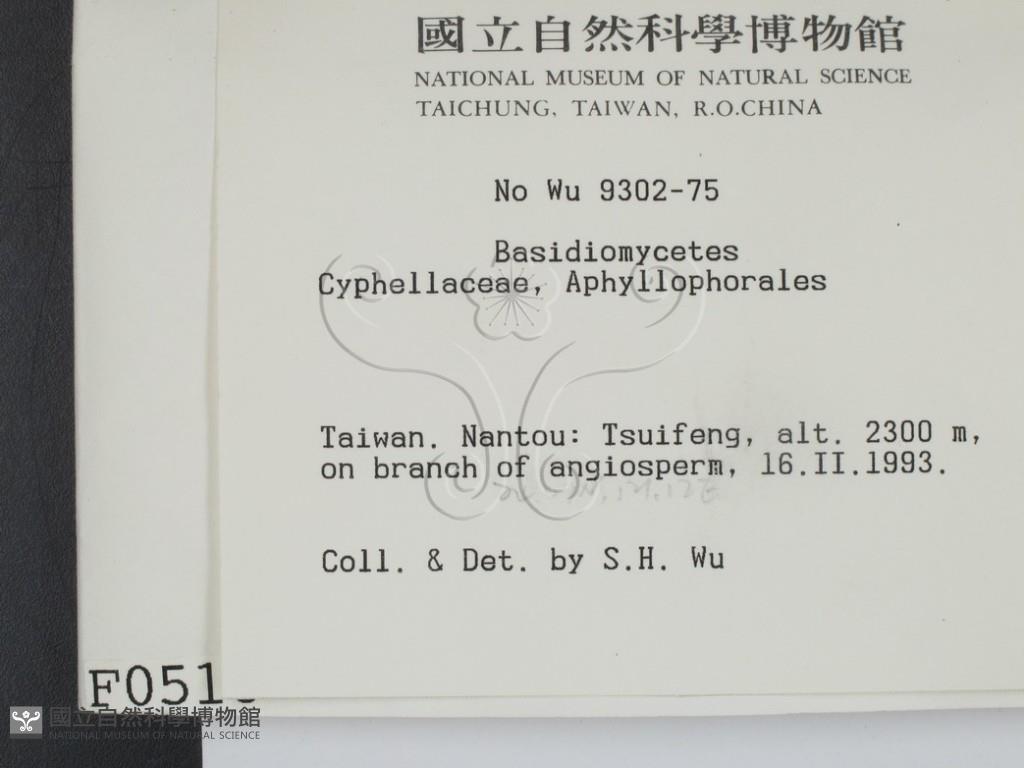 國立自然科學博物館
NATIONAL MUSEUM OF NATURAL SCIENCE
TAICHUNG, TAIWAN, R.O.CHINA
No Wu 9302-75
Basidiomycetes
Cyphellaceae, Aphyllophorales
Taiwan. Nantou: Tsuifeng, alt. 2300 m,
on branch of angiosperm, 16.II.1993.
Coll. & Det. by S.H. Wu
F051
國立自然科學博物館
NATIONAL MUSEUM OF NATURAL SCIENCE